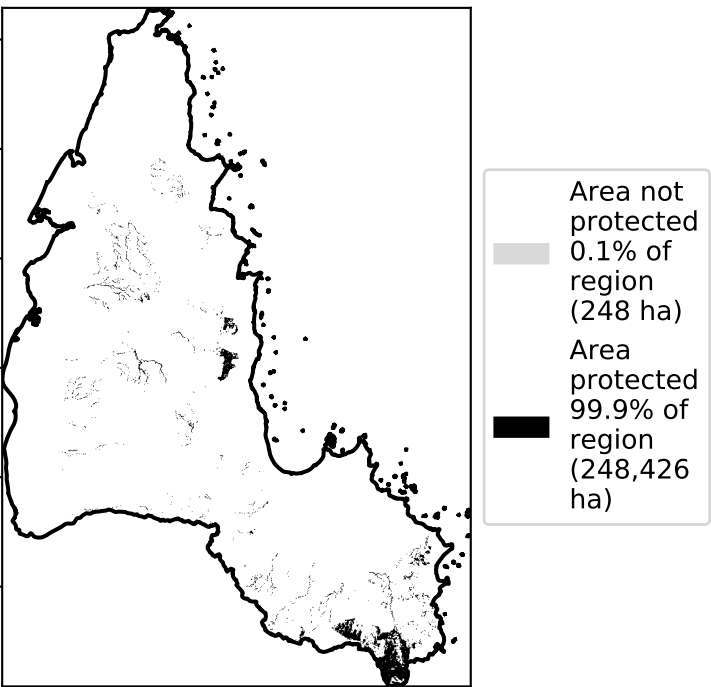 Area not
protected
0.1% of
region
(248 ha)
Area
protected
99.9% of
region
(248,426
ha)